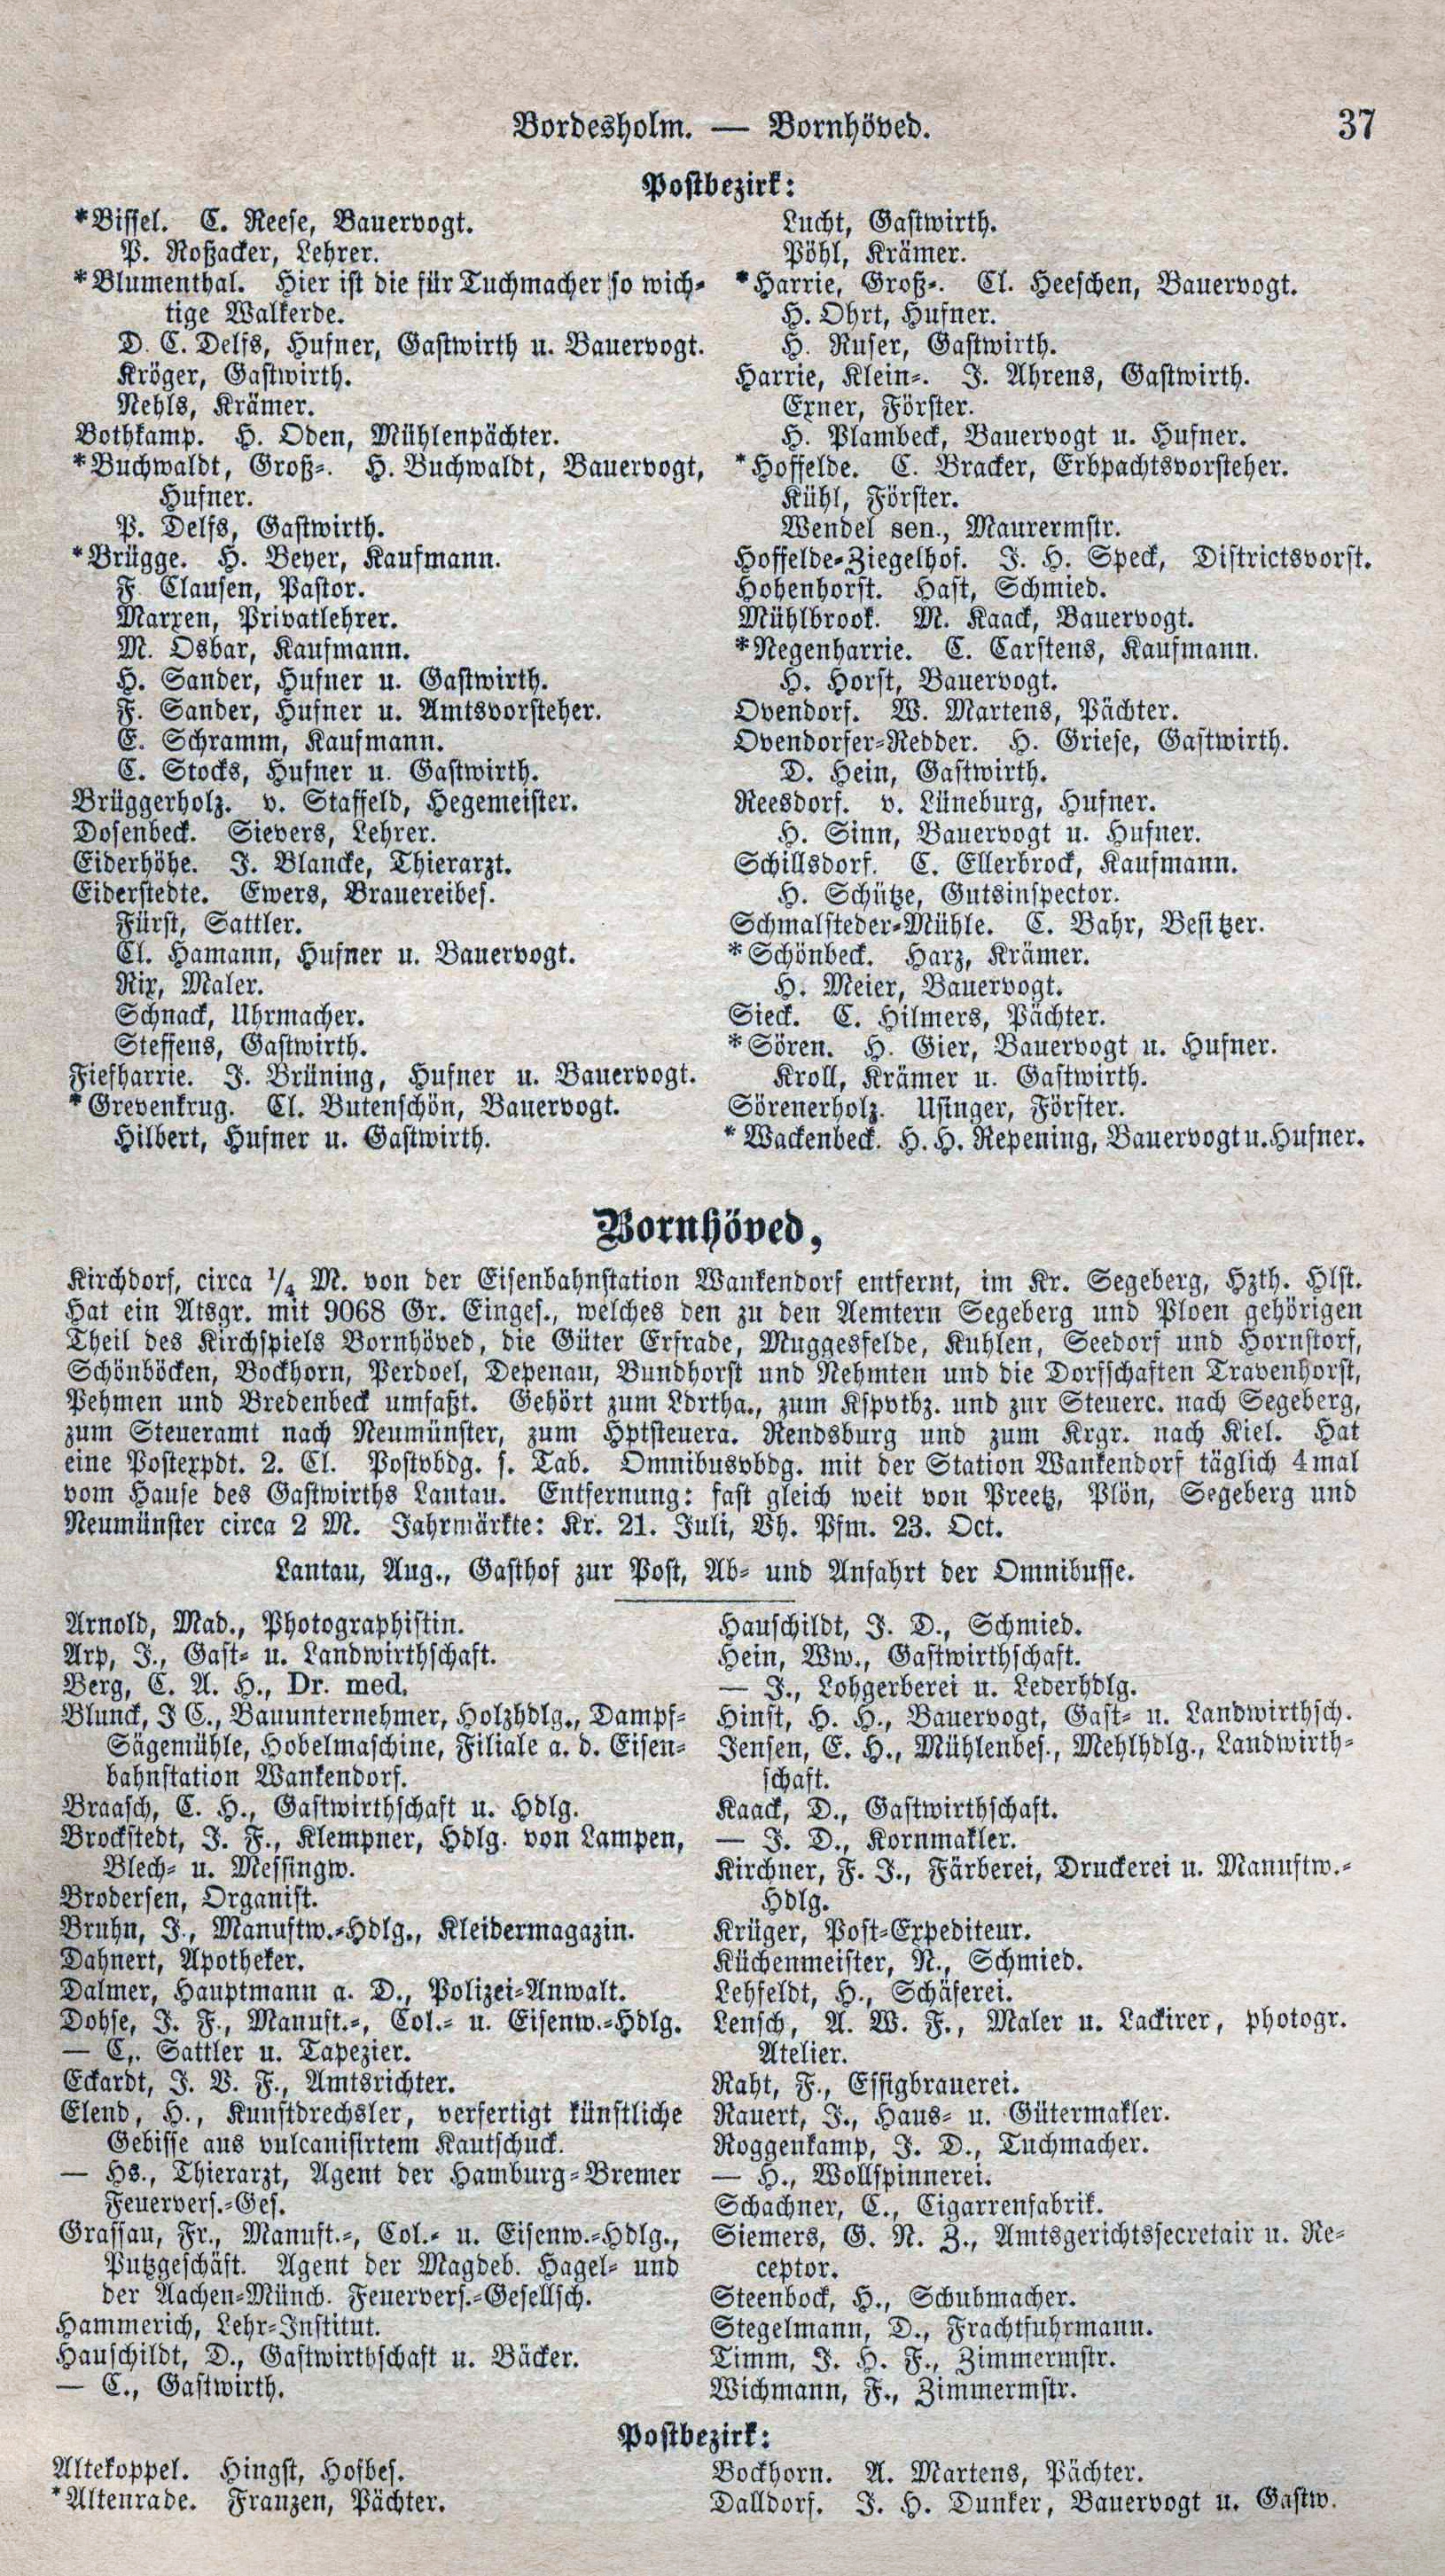 Bordesholm. — Bornhöved. 37
Postbezirk:
*Bissel. C. Reese, Bauervogt.
P. Roßacker, Lehrer.
*Blumenthal. Hier ist die für Tuchmacher so wich-
tige Walkerde.
D. C. Delfs, Hufner, Gastwirth u. Bauervogt.
Kröger, Gastwirth.
Nehls, Krämer.
Bothkamp. H. Oden, Mühlenpächter.
*Buchwaldt, Groß-. H. Buchwaldt, Bauervogt,
Hufner.
P. Delfs, Gastwirth.
*Brügge. H. Beyer, Kaufmann.
F. Clausen, Pastor.
Marxen, Privatlehrer.
M. Osbar, Kaufmann.
H. Sander, Hufner u. Gastwirth.
F. Sander, Hufner u. Amtsvorsteher.
E. Schramm, Kaufmann.
C. Stocks, Hufner u. Gastwirth.
Brüggerholz. v. Staffeld, Hegemeister.
Dosenbeck. Sievers, Lehrer.
Eiderhöhe. J. Blancke, Thierarzt.
Eiderstedte. Ewers, Brauereibes.
Fürst, Sattler.
Cl. Hamann, Hufner u. Bauervogt.
Rix, Maler.
Schnack, Uhrmacher.
Steffens, Gastwirth.
Fiefharrie. J. Brüning, Hufner u. Bauervogt.
*Grevenkrug. Cl. Butenschön, Bauervogt.
Hilbert, Hufner u. Gastwirth.
Lucht, Gastwirth.
Pöhl, Krämer.
*Harrie, Groß-. Cl. Heeschen, Bauervogt.
H. Ohrt, Hufner.
H. Ruser, Gastwirth.
Harrie, Klein-. J. Ahrens, Gastwirth.
Exner, Förster.
H. Plambeck, Bauervogt u. Hufner.
*Hoffelde. C. Bracker, Erbpachtsvorsteher.
Kühl, Förster.
Wendel sen., Maurermstr.
Hoffelde-Ziegelhof. J. H. Speck, Districtsvorst.
Hohenhorst. Hast, Schmied.
Mühlbrook. M. Kaack, Bauervogt.
*Negenharrie. C. Carstens, Kaufmann.
H. Horst, Bauervogt.
Ovendorf. W. Martens, Pächter.
Ovendorfer-Redder. H. Griese, Gastwirth.
D. Hein, Gastwirth.
Reesdorf. v. Lüneburg, Hufner.
H. Sinn, Bauervogt u. Hufner.
Schillsdorf. C. Ellerbrock, Kaufmann.
H. Schütze, Gutsinspector.
Schmalsteder-Mühle. C. Bahr, Besitzer.
*Schönbeck. Harz, Krämer.
H. Meier, Bauervogt.
Sieck. C. Hilmers, Pächter.
*Sören. H. Gier, Bauervogt u. Hufner.
Kroll, Krämer u. Gastwirth.
Sörenerholz. Usinger, Förster.
*Wackenbeck. H. H. Repening, Bauervogt u. Hufner.
Bornhöved,
Kirchdorf, circa 1/4 M. von der Eisenbahnstation Wankendorf entfernt, im Kr. Segeberg, Hzth. Hlst.
Hat ein Atsgr. mit 9068 Gr. Einges., welches den zu den Aemtern Segeberg und Ploen gehörigen
Theil des Kirchspiels Bornhöved, die Güter Erfrade, Muggesfelde, Kuhlen, Seedorf und Hornstorf,
Schönböcken, Bockhorn, Perdoel, Depenau, Bundhorst und Nehmten und die Dorfschaften Travenhorst,
Pehmen und Bredenbeck umfaßt. Gehört zum Ldrtha., zum Kspvtbz. und zur Steuerc. nach Segeberg,
zum Steueramt nach Neumünster, zum Hptsteuera. Rendsburg und zum Krgr. nach Kiel. Hat
eine Postexpdt. 2. Cl. Postvbdg. s. Tab. Omnibusvbdg. mit der Station Wankendorf täglich 4mal
vom Hause des Gastwirths Lantau. Entfernung: fast gleich weit von Preetz, Plön, Segeberg und
Neumünster circa 2 M. Jahrmärkte: Kr. 21. Juli, Vh. Pfm. 23. Oct.
Lantau, Aug., Gasthof zur Post, Ab- und Anfahrt der Omnibusse.
Arnold, Mad., Photographistin.
Arp, J., Gast- u. Landwirthschaft.
Berg, C. A. H., Dr. med.
Blunck, J C., Bauunternehmer, Holzhdlg., Dampf-
Sägemühle, Hobelmaschine, Filiale a. d. Eisen-
bahnstation Wankendorf.
Braasch, C. H., Gastwirthschaft u. Hdlg.
Brockstedt, J. F., Klempner, Hdlg. von Lampen,
Blech- u. Messingw.
Brodersen, Organist.
Bruhn, J., Manuftw.-Hdlg., Kleidermagazin.
Dahnert, Apotheker.
Dalmer, Hauptmann a. D., Polizei-Anwalt.
Dohse, J. F., Manuft.-, Col.- u. Eisenw.-Hdlg.
— C,. Sattler u. Tapezier.
Eckardt, J. V. F., Amtsrichter.
Elend, H., Kunstdrechsler, verfertigt künstliche
Gebisse aus vulcanisirtem Kautschuck.
— Hs., Thierarzt, Agent der Hamburg-Bremer
Feuervers.-Ges.
Grassau, Fr., Manuft.-, Col.- u. Eisenw.-Hdlg.,
Putzgeschäft. Agent der Magdeb. Hagel- und
der Aachen-Münch. Feuervers.-Gesellsch.
Hammerich, Lehr-Institut.
Hauschildt, D., Gastwirthschaft u. Bäcker.
— C., Gastwirth.
Hauschildt, J. D., Schmied.
Hein, Ww., Gastwirthschaft.
— J., Lohgerberei u. Lederhdlg.
Hinst, H. H., Bauervogt, Gast- u. Landwirthsch.
Jensen, E. H., Mühlenbes., Mehlhdlg., Landwirth-
schaft.
Kaack, D., Gastwirthschaft.
— J. D., Kornmakler.
Kirchner, F. J., Färberei, Druckerei u. Manuftw.-
Hdlg.
Krüger, Post-Expediteur.
Küchenmeister, N., Schmied.
Lehfeldt, H., Schäferei.
Lensch, A. W. F., Maler u. Lackirer, photogr.
Atelier.
Raht, F., Essigbrauerei.
Rauert, J., Haus- u. Gütermakler.
Roggenkamp, J. D., Tuchmacher.
— H., Wollspinnerei.
Schachner, C., Cigarrenfabrik.
Siemers, G. N. Z., Amtsgerichtssecretair u. Re-
ceptor.
Steenbock, H., Schuhmacher.
Stegelmann, D., Frachtfuhrmann.
Timm, J. H. F., Zimmermstr.
Wichmann, F., Zimmermstr.
Postbezirk:
Altekoppel. Hingst, Hofbes.
*Altenrade. Franzen, Pächter.
Bockhorn. A. Martens, Pächter.
Dalldorf. J. H. Dunker, Bauervogt u. Gastw.